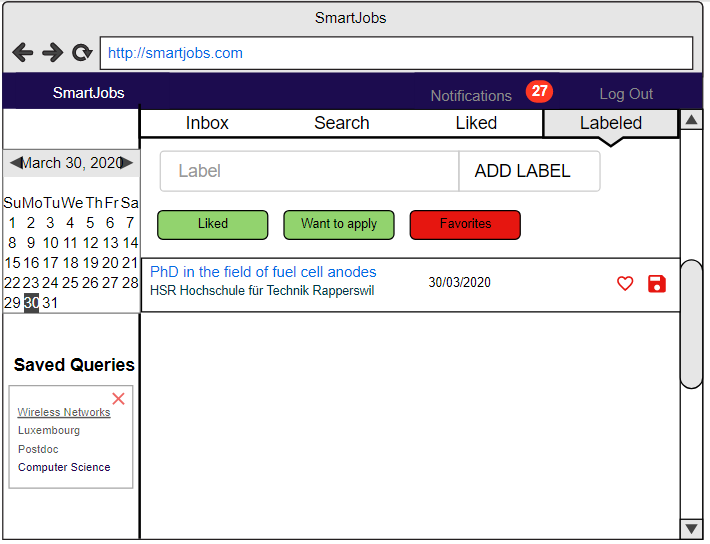 SmartJobs
http://smartjobs.com
SmartJobs
Notifications 27
Log Out
Inbox Search Liked Labeled
March 30, 2020
Su Mo Tu We Th Fr Sa
1 2 3 4 5 6 7
8 9 10 11 12 13 14
15 16 17 18 19 20 21
22 23 24 25 26 27 28
29 30 31
Label
ADD LABEL
Liked Want to apply Favorites
PhD in the field of fuel cell anodes
HSR Hochschule für Technik Rapperswil
30/03/2020
Saved Queries
Wireless Networks
Luxembourg
Postdoc
Computer Science